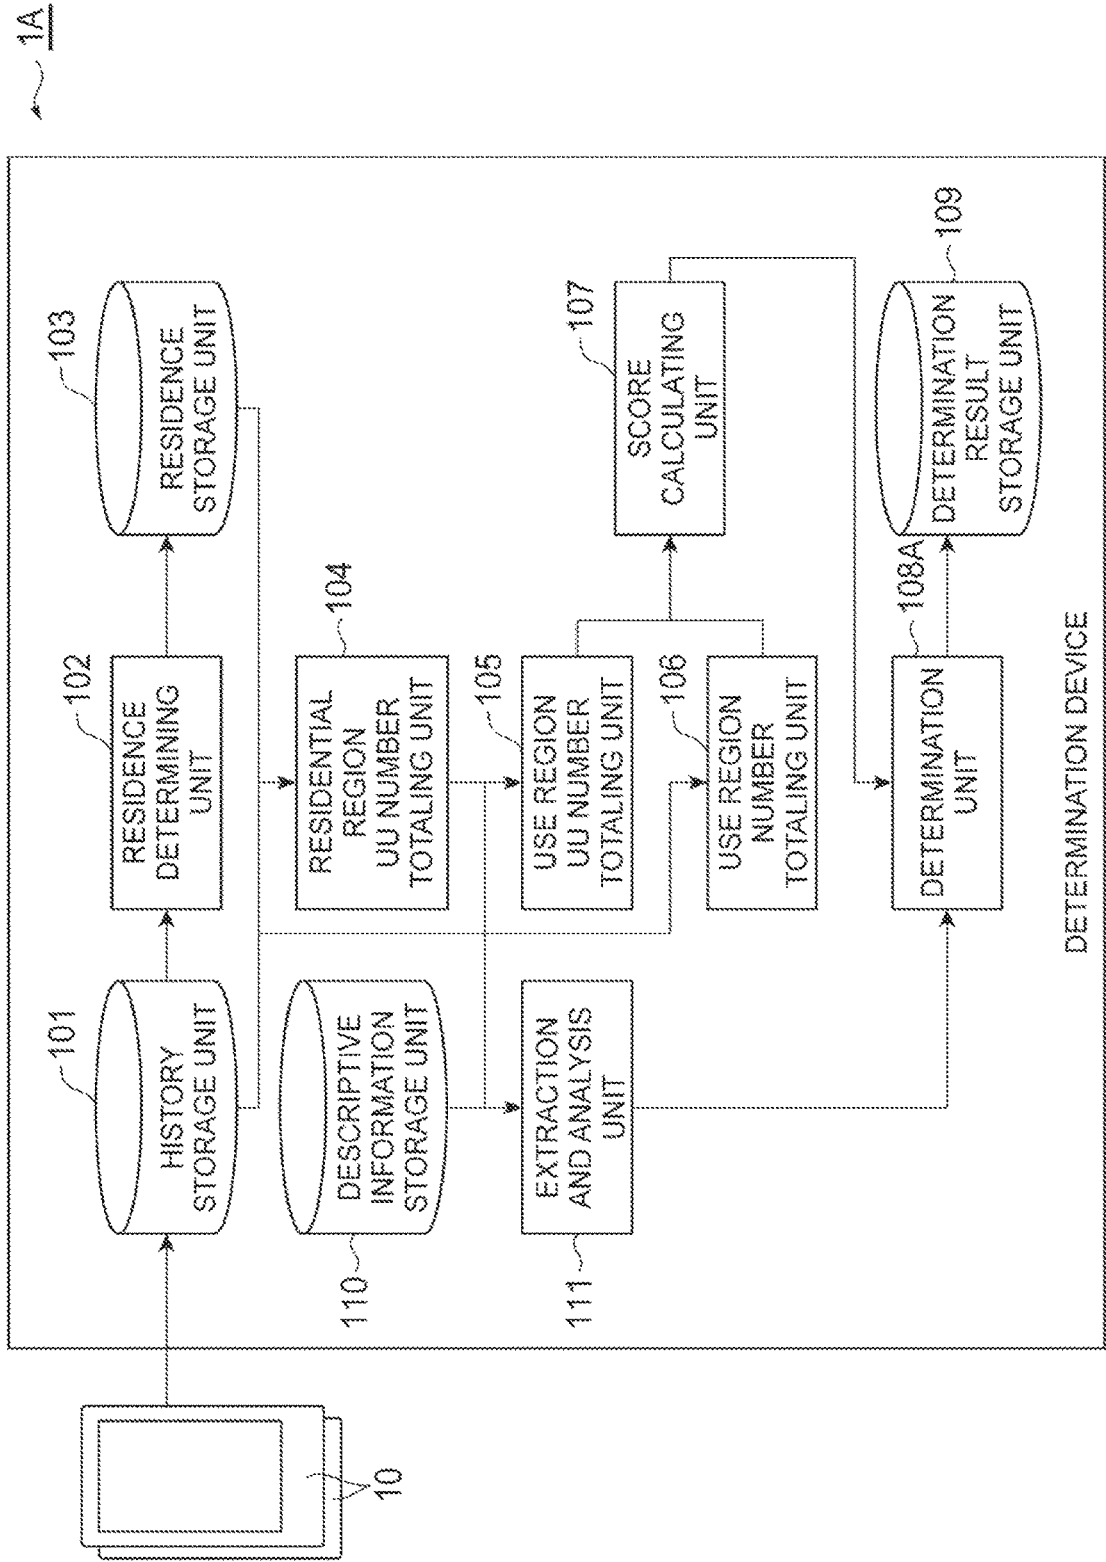 1A
10
101
HISTORY
STORAGE UNIT
102
RESIDENCE
DETERMINING
UNIT
103
RESIDENCE
STORAGE UNIT
110
DESCRIPTIVE
INFORMATION
STORAGE UNIT
104
RESIDENTIAL
REGION
UU NUMBER
TOTALING UNIT
111
EXTRACTION
AND ANALYSIS
UNIT
105
USE REGION
UU NUMBER
TOTALING UNIT
107
SCORE
CALCULATING
UNIT
106
USE REGION
NUMBER
TOTALING UNIT
108A
DETERMINATION
UNIT
109
DETERMINATION
RESULT
STORAGE UNIT
DETERMINATION DEVICE